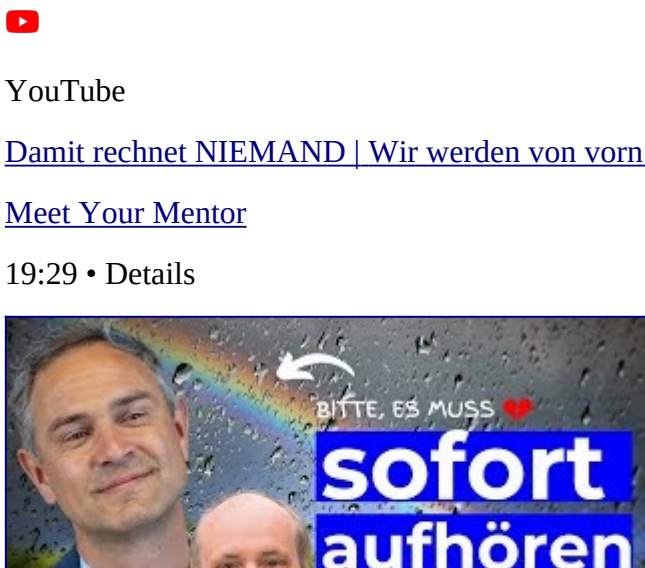 YouTube
Damit rechnet NIEMAND | Wir werden von vorn
Meet Your Mentor
19:29 • Details
BITTE, ES MUSS
sofort
aufhören